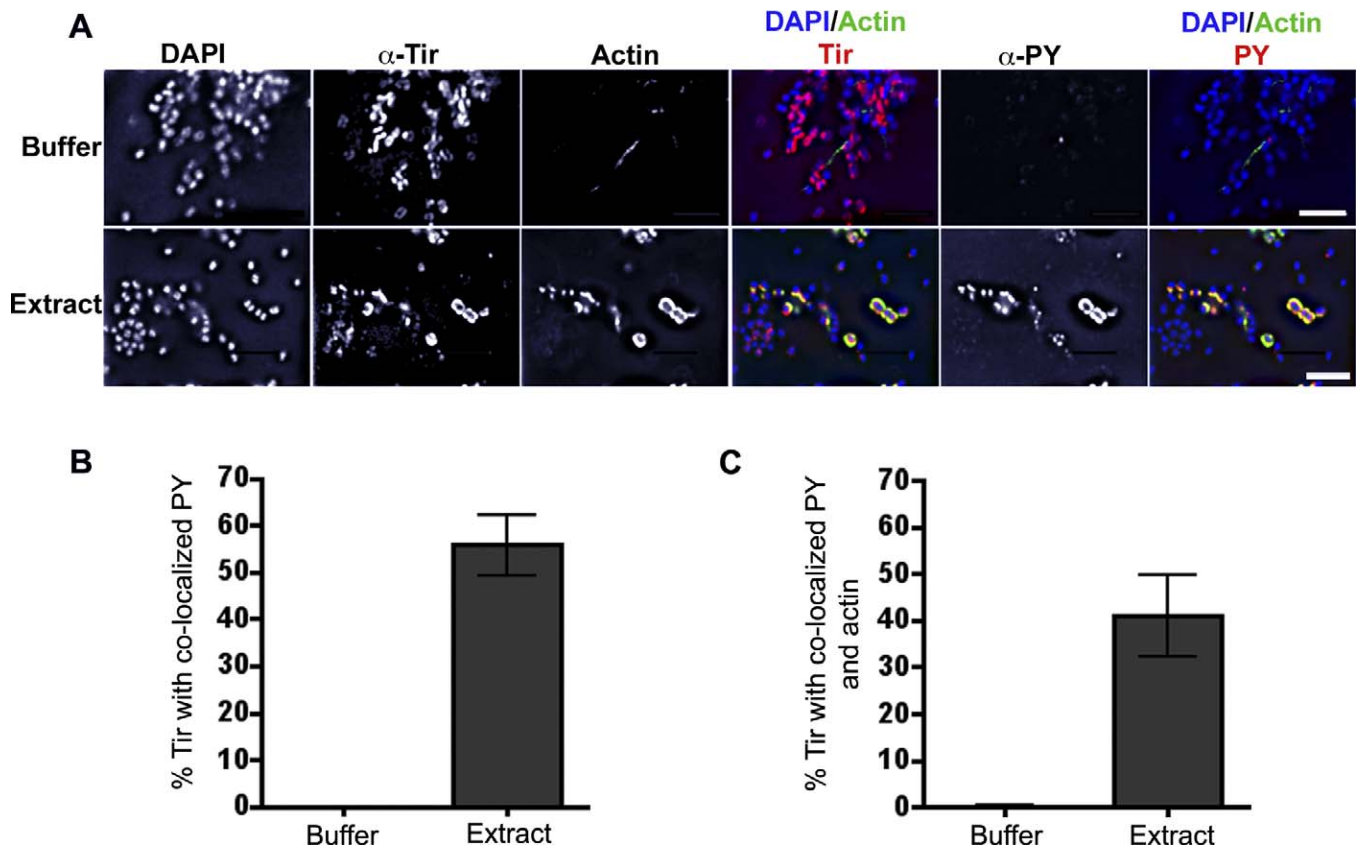 A
DAPI
α-Tir
Actin
DAPI/Actin
Tir
α-PY
DAPI/Actin
PY
Buffer
Extract
B
% Tir with co-localized PY
70
60
50
40
30
20
10
0
Buffer
Extract
C
% Tir with co-localized PY
and actin
70
60
50
40
30
20
10
0
Buffer
Extract